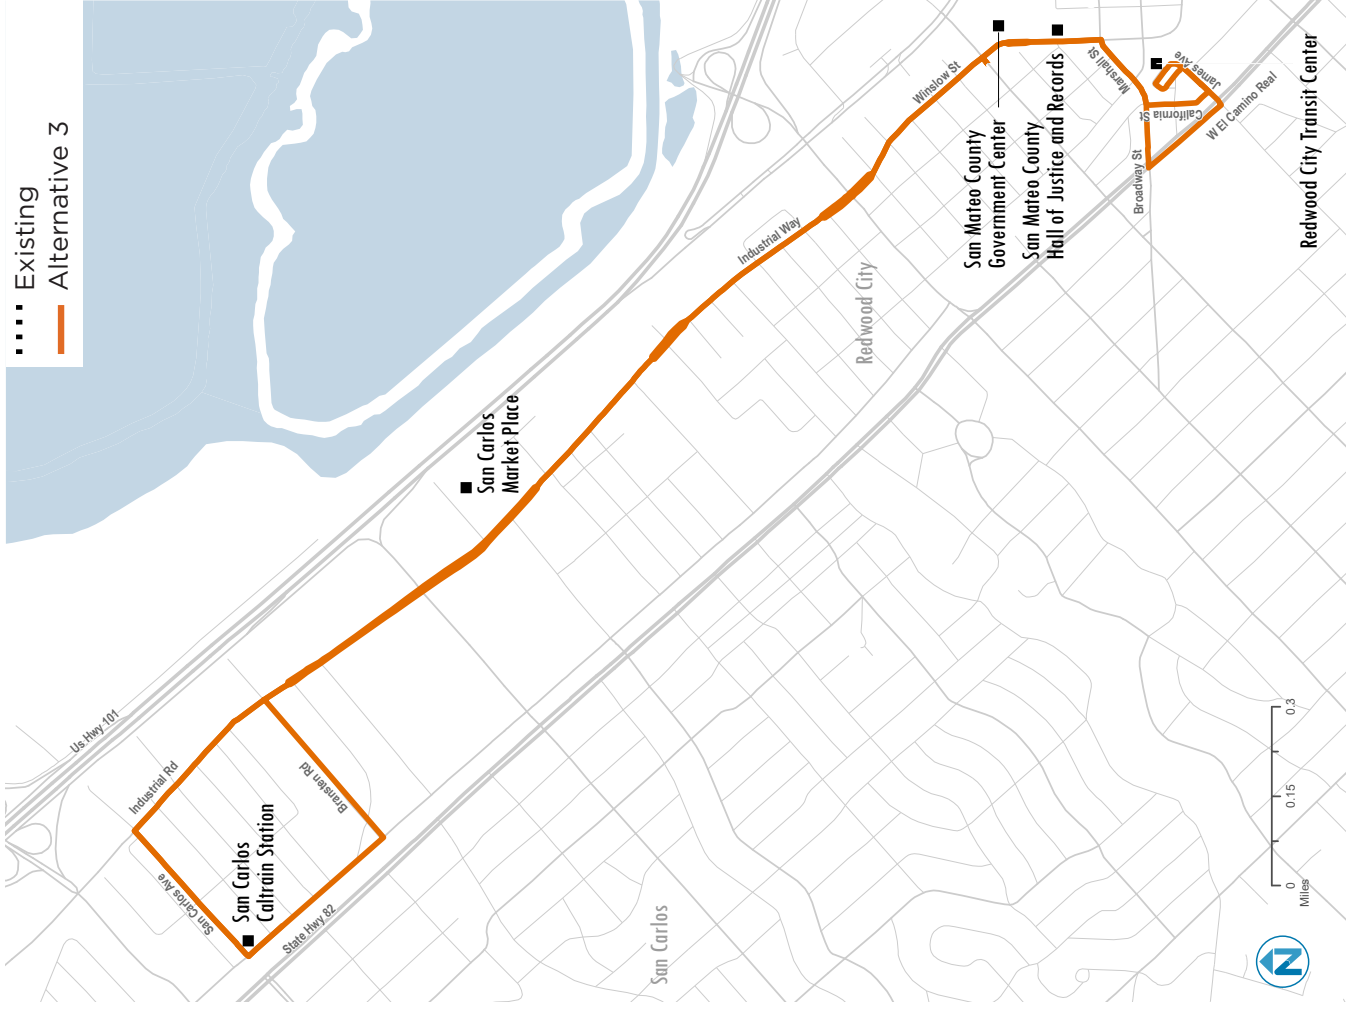 Existing
Alternative 3
Us Hwy 101
Industrial Rd
San Carlos Ave
Bransten Rd
San Carlos
Caltrain Station
State Hwy 82
San Carlos
Market Place
Industrial Way
Redwood City
Winslow St
San Mateo County
Government Center
San Mateo County
Hall of Justice and Records
Marshall St
James Ave
California St
Broadway St
W El Camino Real
Redwood City Transit Center
San Carlos
0
0.15
0.3
Miles
N